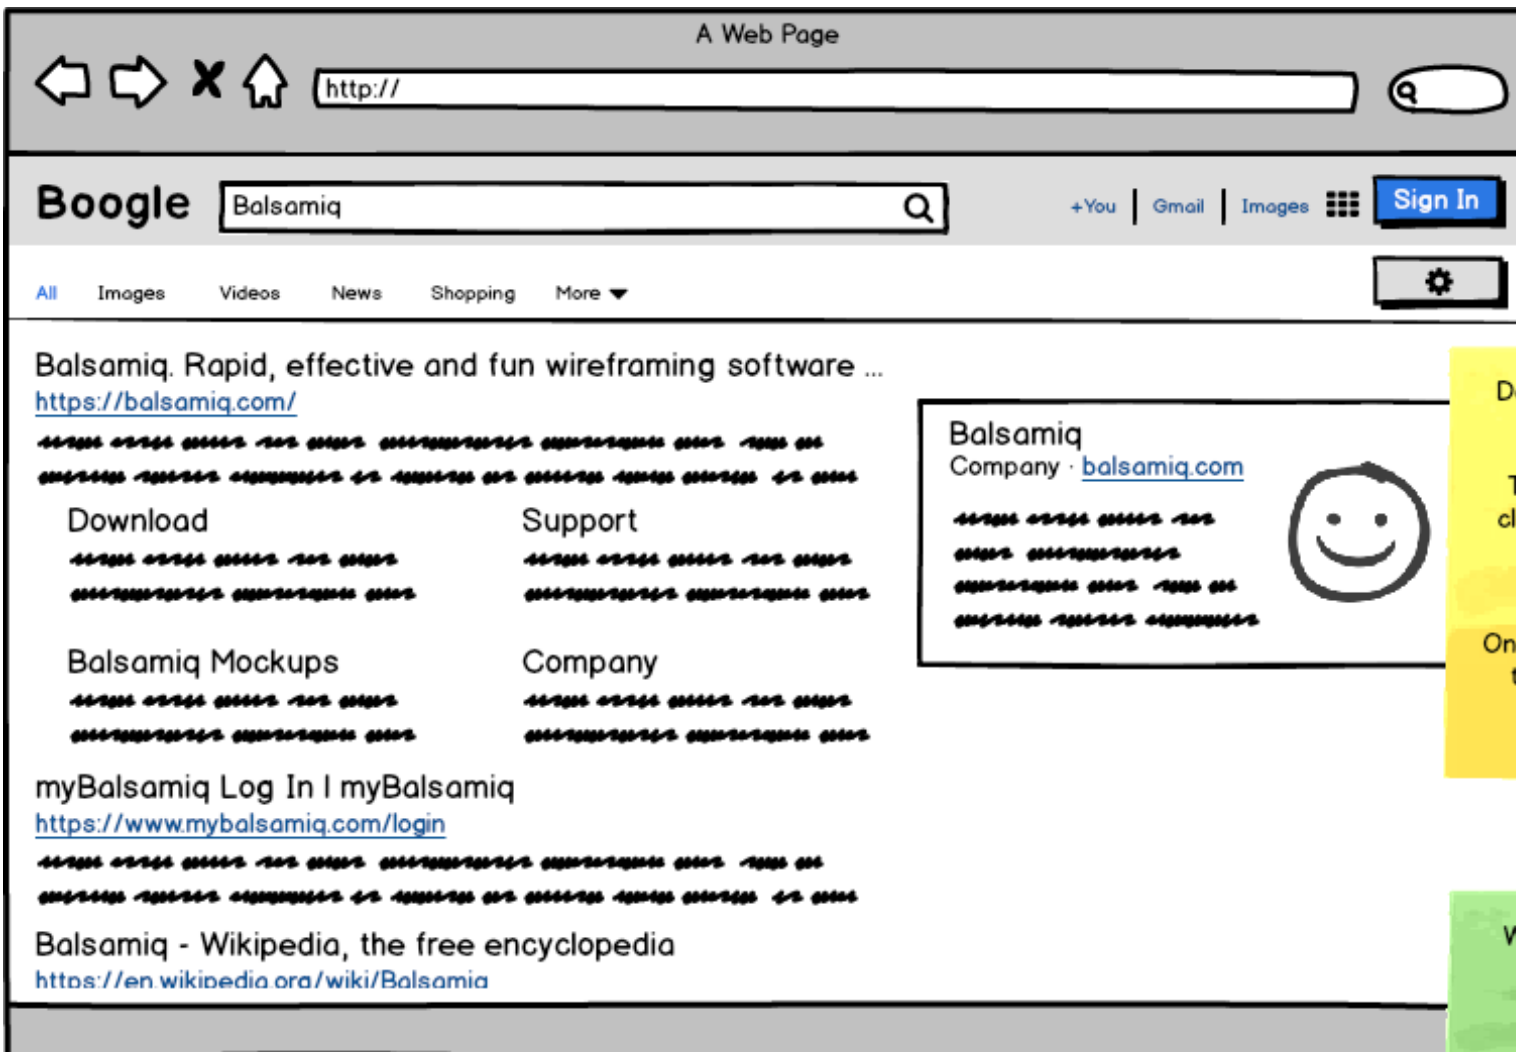 A Web Page
http://
Boogle
Balsamiq
+You
Gmail
Images
Sign In
All
Images
Videos
News
Shopping
More
Balsamiq. Rapid, effective and fun wireframing software ...
https://balsamiq.com/
Download
Support
Balsamiq Mockups
Company
myBalsamiq Log In | myBalsamiq
https://www.mybalsamiq.com/login
Balsamiq - Wikipedia, the free encyclopedia
https://en.wikipedia.org/wiki/Balsamiq
Balsamiq
Company · balsamiq.com
On